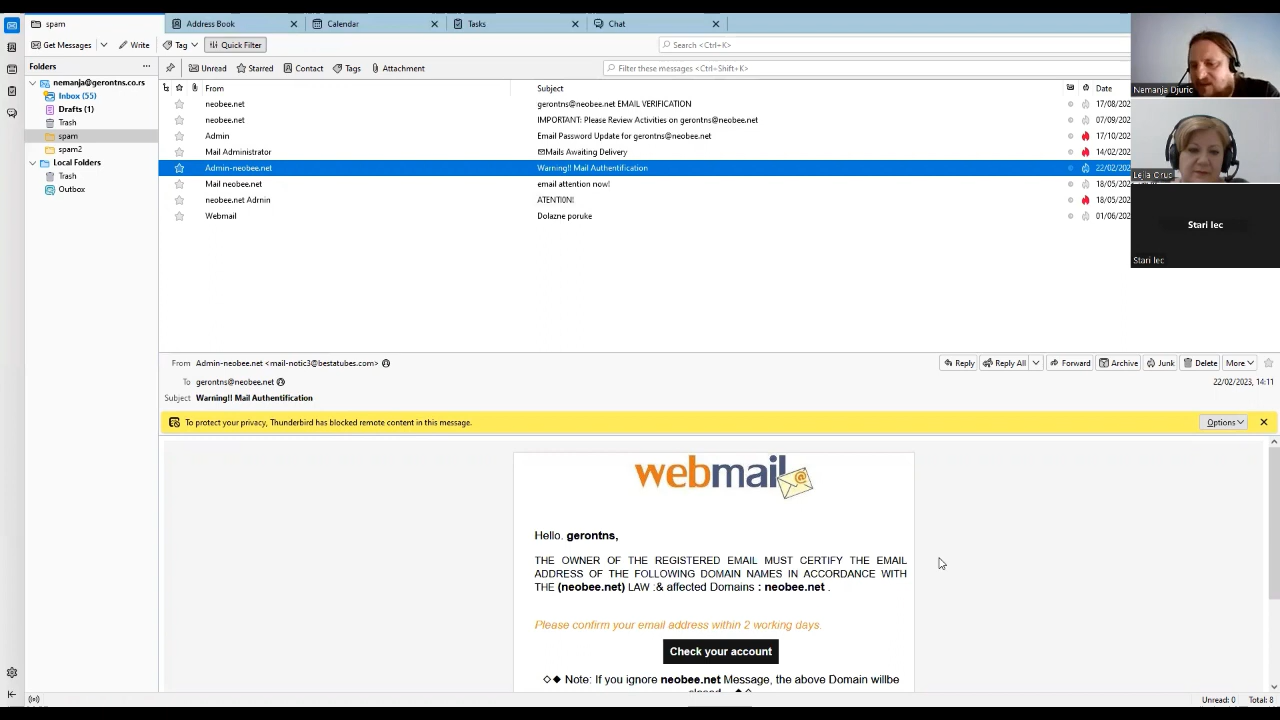 spam
Address Book
Calendar
Tasks
Chat
Get Messages
Write
Tag
Quick Filter
Search <Ctrl+K>
Folders
Unread
Starred
Contact
Tags
Attachment
Filter these messages <Ctrl+Shift+K>
nemanja@gerontns.co.rs
Inbox (55)
Drafts (1)
Trash
spam
spam2
Local Folders
Trash
Outbox
From Subject Date
neobee.net gerontns@neobee.net EMAIL VERIFICATION 17/08/202
neobee.net IMPORTANT: Please Review Activities on gerontns@neobee.net 07/09/202
Admin Email Password Update for gerontns@neobee.net 17/10/202
Mail Administrator ✉Mails Awaiting Delivery 14/02/202
Admin-neobee.net Warning!! Mail Authentification 22/02/202
Mail neobee.net email attention now! 18/05/202
neobee.net Admin ATENTI0N! 18/05/202
Webmail Dolazne poruke 01/06/202
Nemanja Djuric
Stari lec
Stari lec
From Admin-neobee.net <mail-notic3@bestatubes.com>
Reply
Reply All
Forward
Archive
Junk
Delete
More
To gerontns@neobee.net
22/02/2023, 14:11
Subject Warning!! Mail Authentification
To protect your privacy, Thunderbird has blocked remote content in this message.
Options
webmail
Hello. gerontns,
THE OWNER OF THE REGISTERED EMAIL MUST CERTIFY THE EMAIL
ADDRESS OF THE FOLLOWING DOMAIN NAMES IN ACCORDANCE WITH
THE (neobee.net) LAW .& affected Domains : neobee.net .
Please confirm your email address within 2 working days.
Check your account
◇◆ Note: If you ignore neobee.net Message, the above Domain willbe
Unread: 0 Total: 8